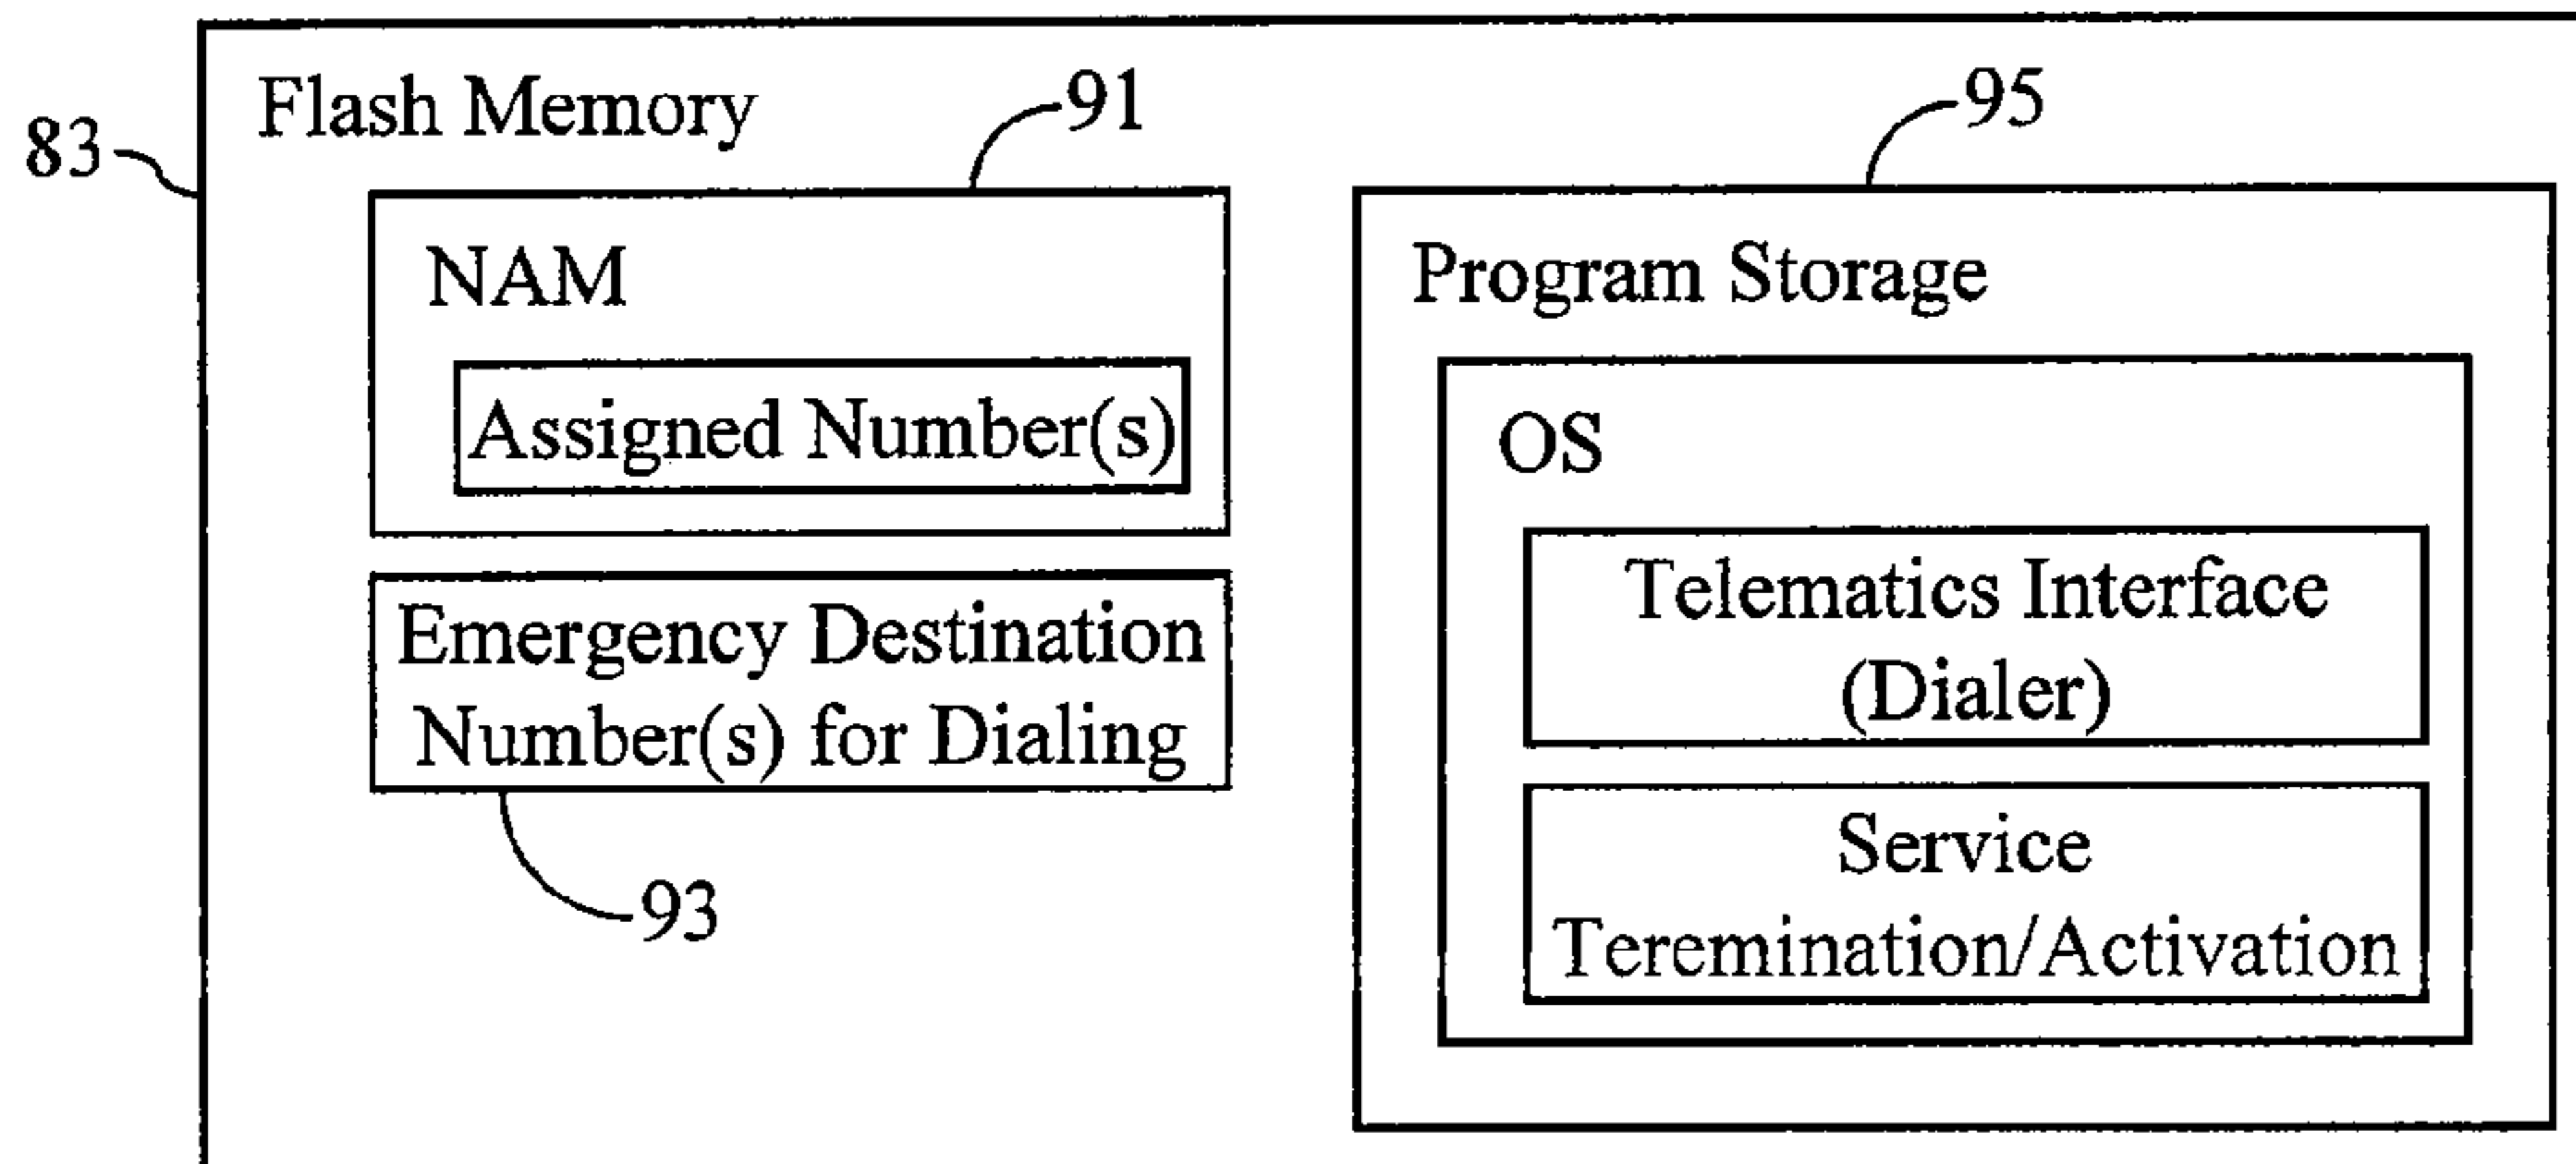 Flash Memory
83
91
NAM
Assigned Number(s)
Emergency Destination
Number(s) for Dialing
93
95
Program Storage
OS
Telematics Interface
(Dialer)
Service
Teremination/Activation